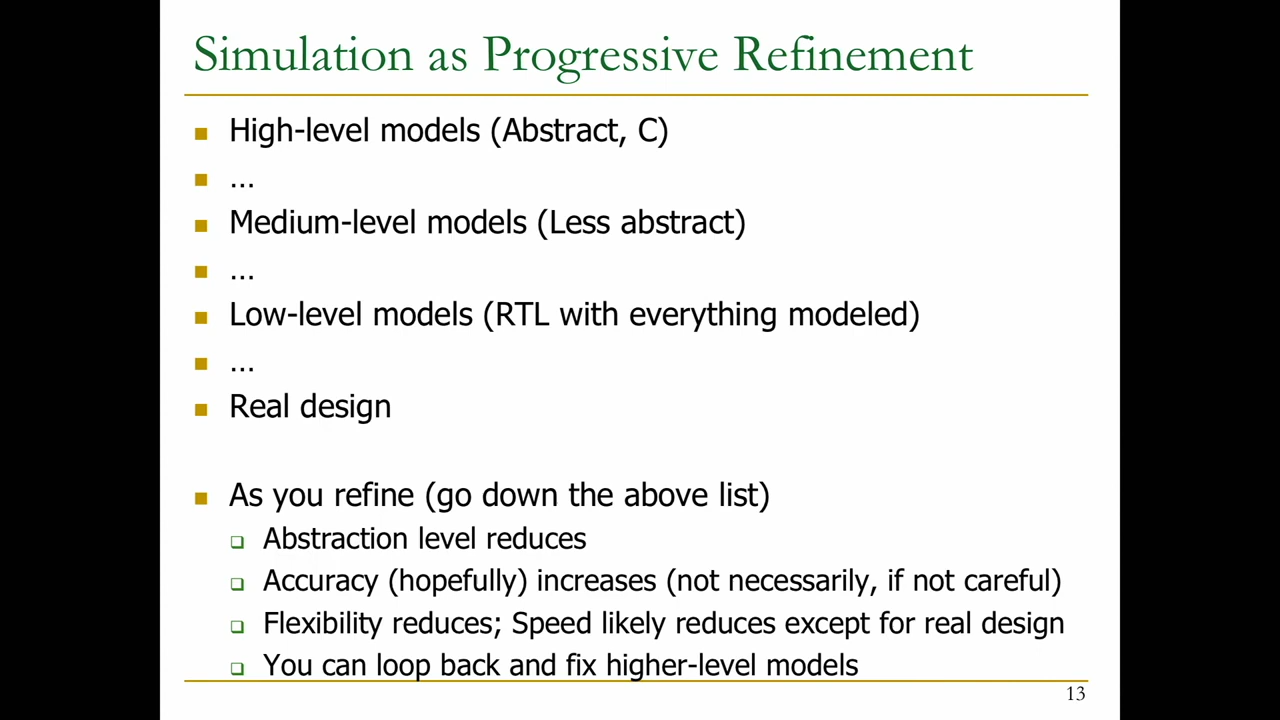 Simulation as Progressive Refinement
High-level models (Abstract, C)
...
Medium-level models (Less abstract)
...
Low-level models (RTL with everything modeled)
...
Real design
As you refine (go down the above list)
Abstraction level reduces
Accuracy (hopefully) increases (not necessarily, if not careful)
Flexibility reduces; Speed likely reduces except for real design
You can loop back and fix higher-level models
13